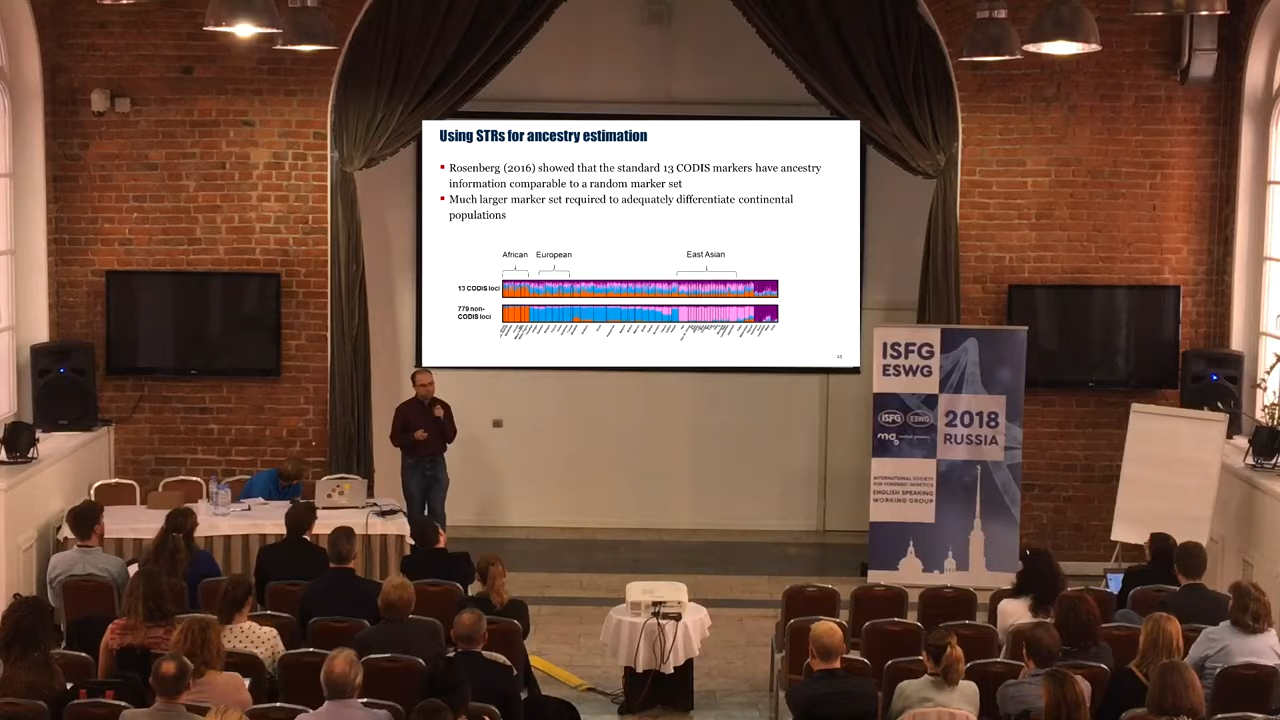 Using STRs for ancestry estimation
Rosenberg (2016) showed that the standard 13 CODIS markers have ancestry
information comparable to a random marker set
Much larger marker set required to adequately differentiate continental
populations
African European East Asian
13 CODIS loci
779 non-
CODIS loci
ISFG
ESWG
ISFG ESWG
2018
RUSSIA
INTERNATIONAL SOCIETY
FOR FORENSIC GENETICS
ENGLISH SPEAKING
WORKING GROUP